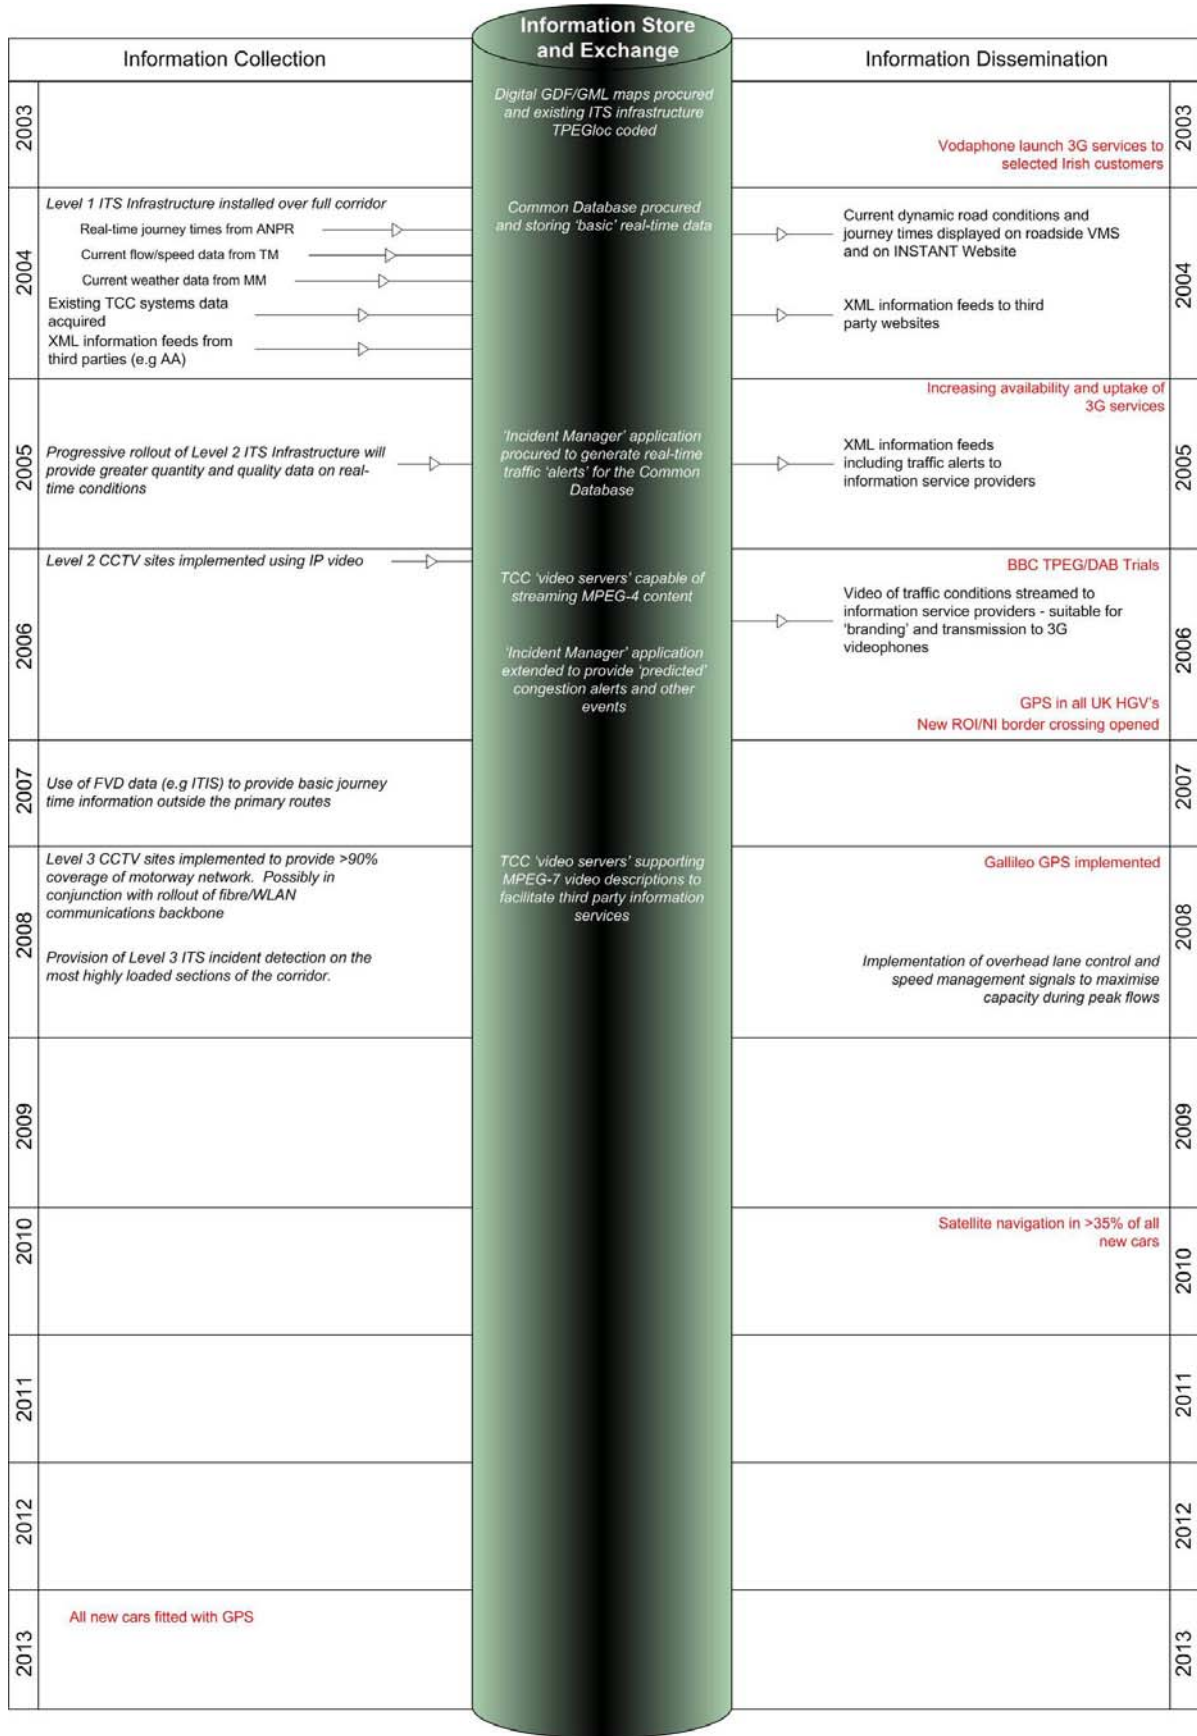 Information Store
and Exchange
Information Collection
Information Dissemination
2003
Digital GDF/GML maps procured
and existing ITS infrastructure
TPEGloc coded
Vodaphone launch 3G services to
selected Irish customers
2003
2004
Level 1 ITS Infrastructure installed over full corridor
Real-time journey times from ANPR
Current flow/speed data from TM
Current weather data from MM
Existing TCC systems data
acquired
XML information feeds from
third parties (e.g AA)
Common Database procured
and storing ‘basic’ real-time data
Current dynamic road conditions and
journey times displayed on roadside VMS
and on INSTANT Website
XML information feeds to third
party websites
2004
2005
Progressive rollout of Level 2 ITS Infrastructure will
provide greater quantity and quality data on real-
time conditions
‘Incident Manager’ application
procured to generate real-time
traffic ‘alerts’ for the Common
Database
Increasing availability and uptake of
3G services
XML information feeds
including traffic alerts to
information service providers
2005
2006
Level 2 CCTV sites implemented using IP video
TCC ‘video servers’ capable of
streaming MPEG-4 content
‘Incident Manager’ application
extended to provide ‘predicted’
congestion alerts and other
events
BBC TPEG/DAB Trials
Video of traffic conditions streamed to
information service providers - suitable for
‘branding’ and transmission to 3G
videophones
GPS in all UK HGV's
New ROI/NI border crossing opened
2006
2007
Use of FVD data (e.g ITIS) to provide basic journey
time information outside the primary routes
2007
2008
Level 3 CCTV sites implemented to provide >90%
coverage of motorway network. Possibly in
conjunction with rollout of fibre/WLAN
communications backbone
Provision of Level 3 ITS incident detection on the
most highly loaded sections of the corridor.
TCC ‘video servers’ supporting
MPEG-7 video descriptions to
facilitate third party information
services
Gallileo GPS implemented
Implementation of overhead lane control and
speed management signals to maximise
capacity during peak flows
2008
2009
2009
2010
Satellite navigation in >35% of all
new cars
2010
2011
2011
2012
2012
2013
All new cars fitted with GPS
2013